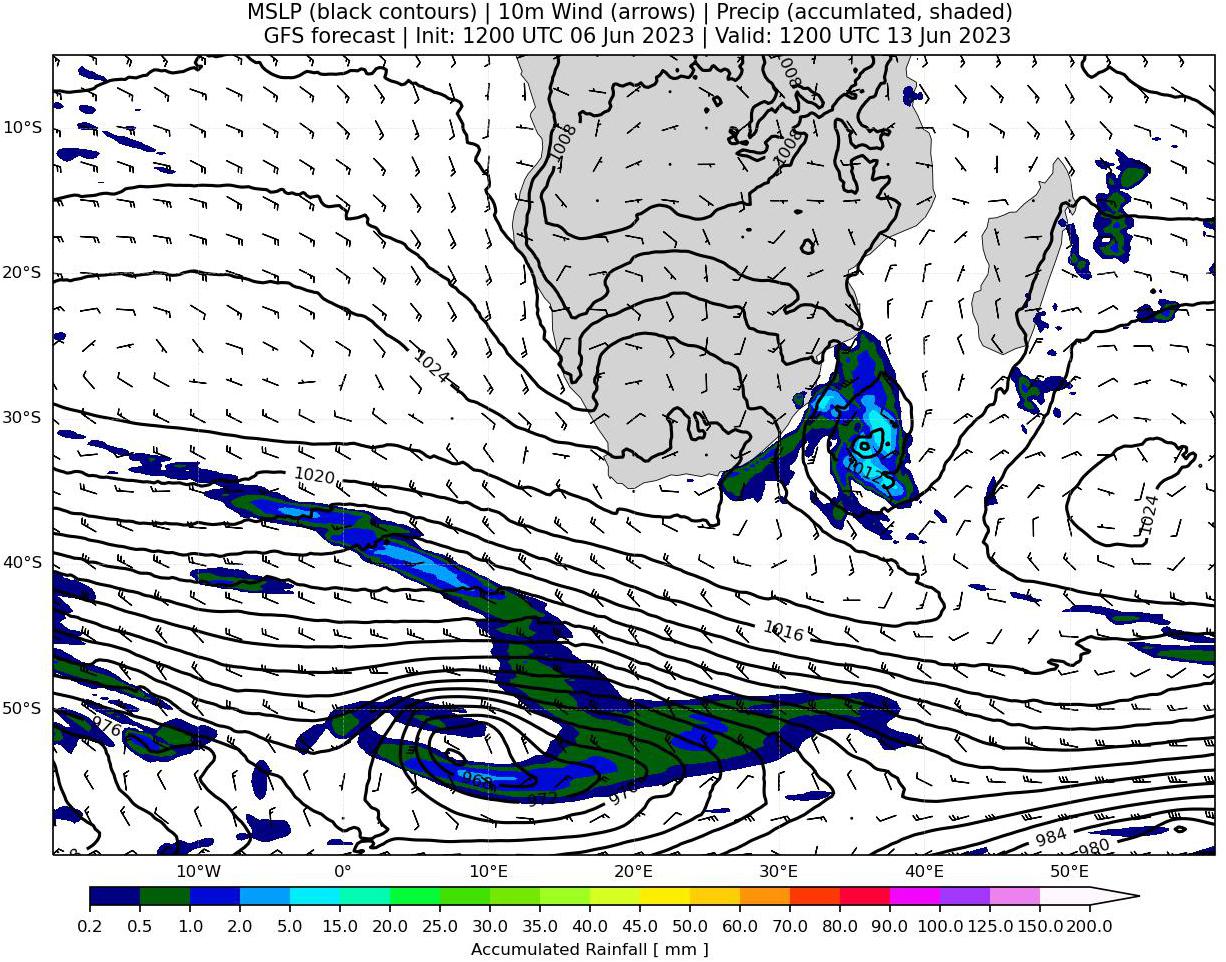 MSLP (black contours) | 10m Wind (arrows) | Precip (accumlated, shaded)
GFS forecast | Init: 1200 UTC 06 Jun 2023 | Valid: 1200 UTC 13 Jun 2023
1008
1008
1008
10°S
20°S
1024
30°S
1020
1012
1024
40°S
1016
50°S
976
968
972
976
984
980
10°W 0° 10°E 20°E 30°E 40°E 50°E
0.2 0.5 1.0 2.0 5.0 10.0 15.0 20.0 25.0 30.0 35.0 40.0 45.0 50.0 60.0 70.0 80.0 90.0 100.0 125.0 150.0 200.0
Accumulated Rainfall [ mm ]